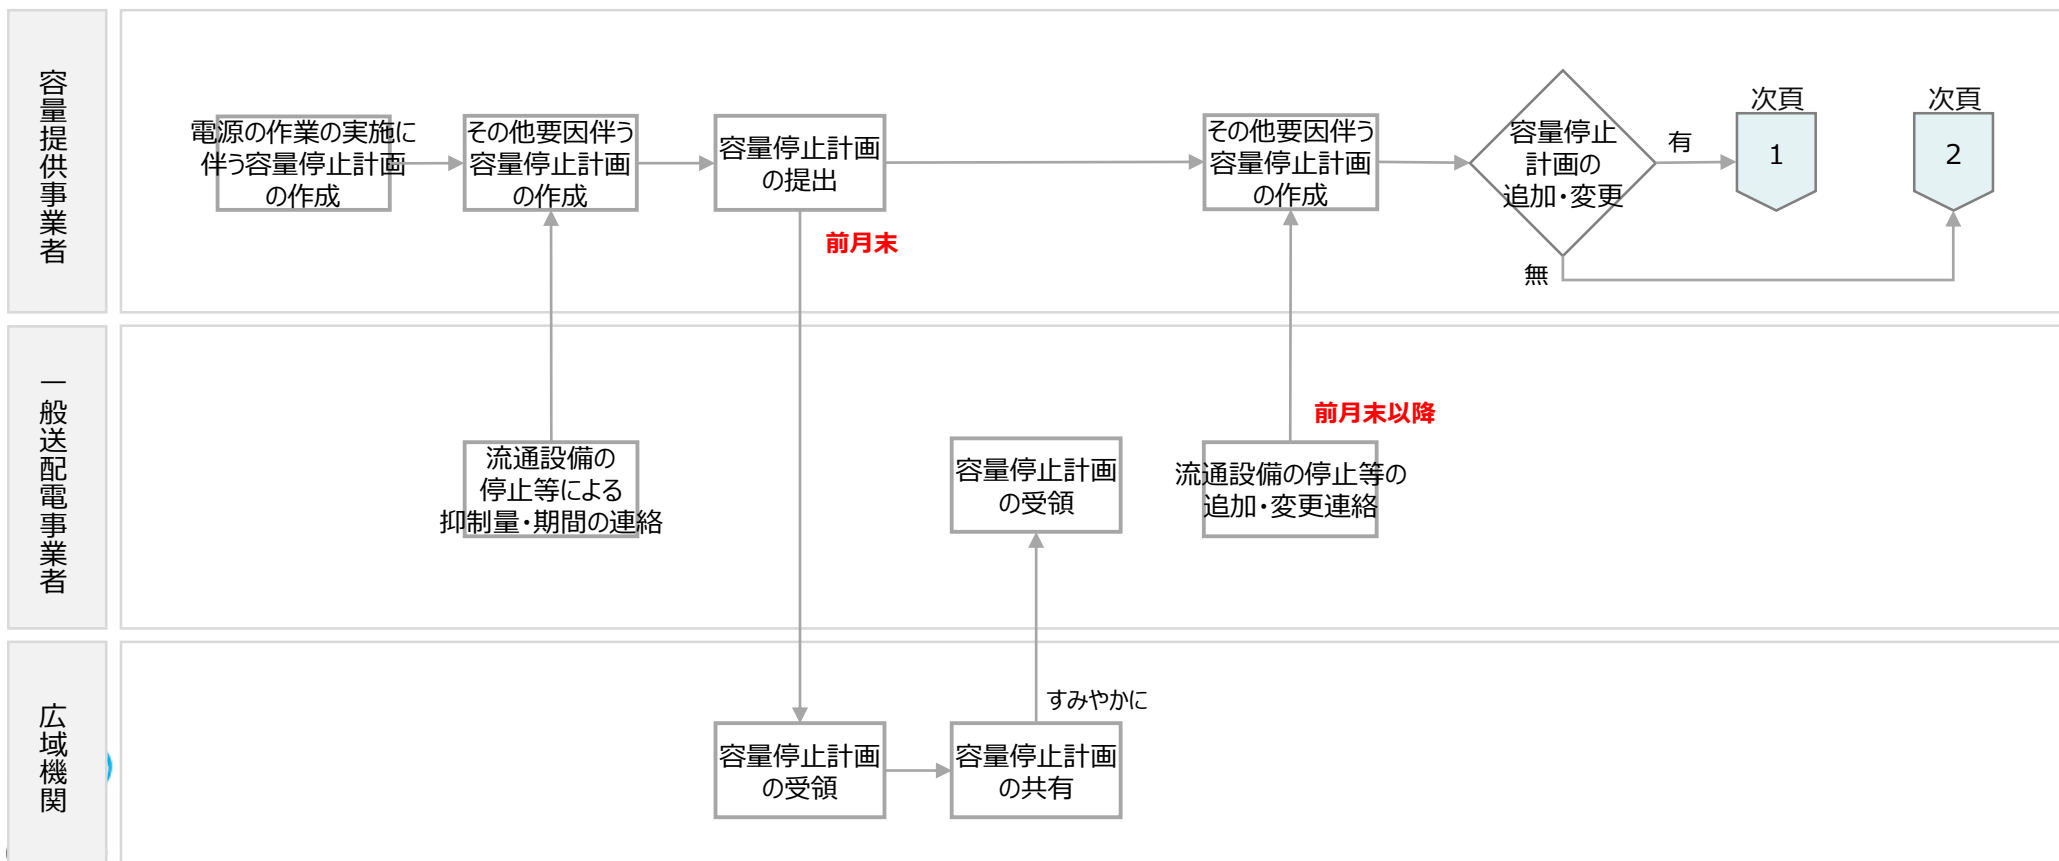 容量提供事業者
電源の作業の実施に
伴う容量停止計画
の作成
その他要因伴う
容量停止計画
の作成
容量停止計画
の提出
前月末
その他要因伴う
容量停止計画
の作成
容量停止
計画の
追加・変更
有
無
次頁
1
次頁
2
一般送配電事業者
流通設備の
停止等による
抑制量・期間の連絡
容量停止計画
の受領
前月末以降
流通設備の停止等の
追加・変更連絡
広域機関
容量停止計画
の受領
容量停止計画
の共有
すみやかに